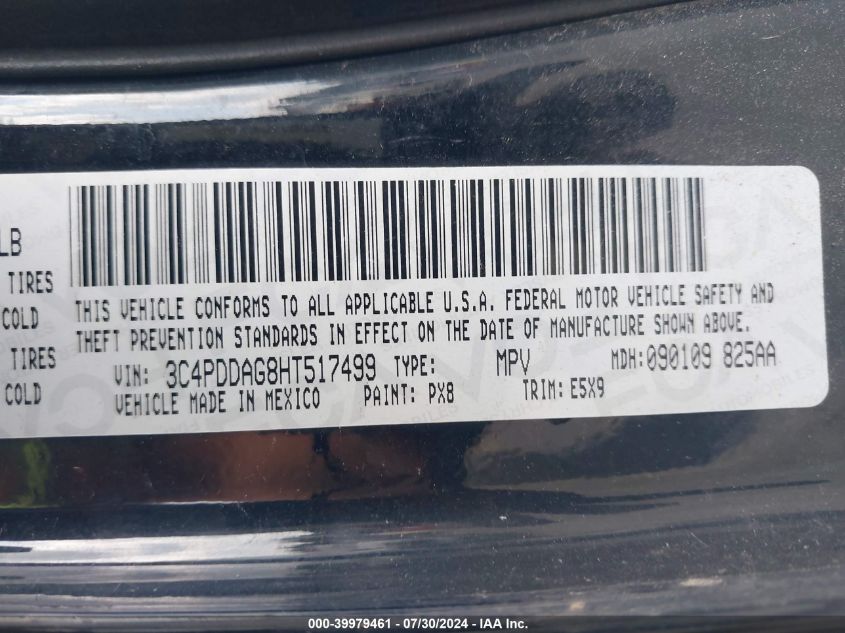 LB
TIRES
COLD
TIRES
COLD
THIS VEHICLE CONFORMS TO ALL APPLICABLE U.S.A. FEDERAL MOTOR VEHICLE SAFETY AND
THEFT PREVENTION STANDARDS IN EFFECT ON THE DATE OF MANUFACTURE SHOWN ABOVE.
VIN: 3C4PDDAG8HT517499 TYPE: MPV MDH:090109 825AA
VEHICLE MADE IN MEXICO PAINT: PX8 TRIM: E5X9
000-39979461 / 07/30/2024 - IAA Inc.